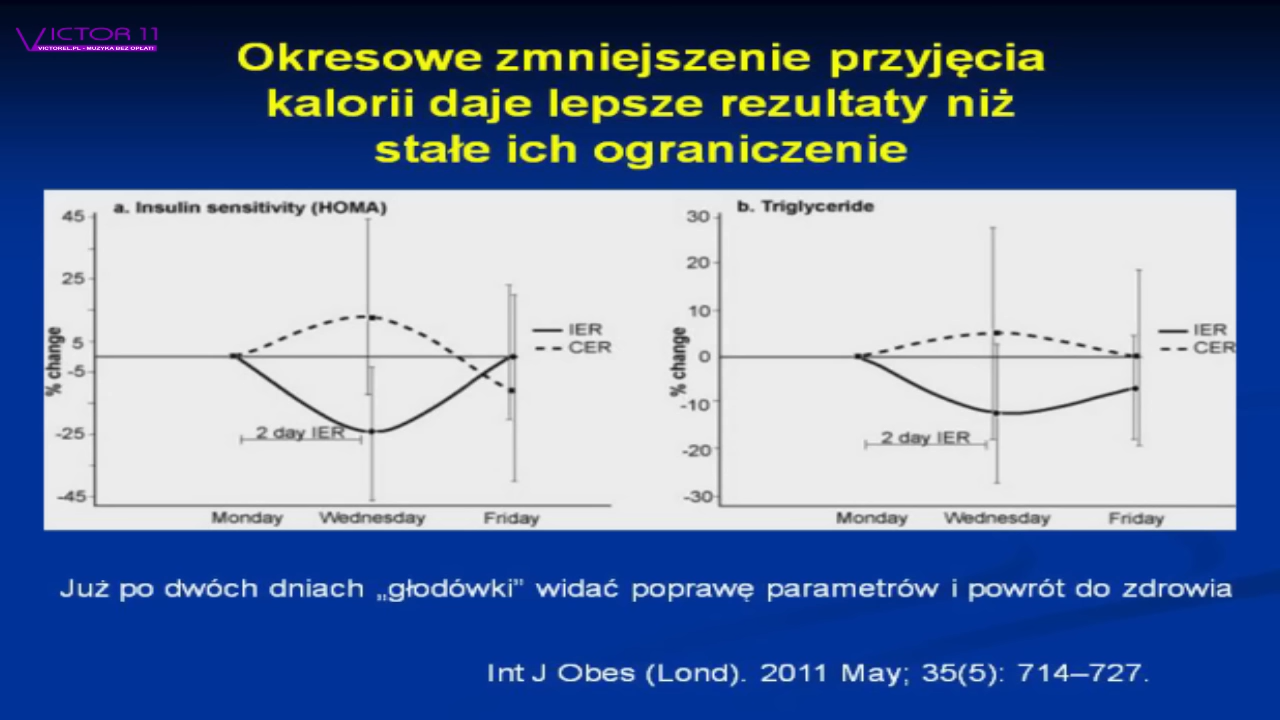 VICTOR 11
VICTOREL.PL - MUZYKA BEZ OPŁAT!
Okresowe zmniejszenie przyjęcia
kalorii daje lepsze rezultaty niż
stałe ich ograniczenie
a. Insulin sensitivity (HOMA)
45
25
5
-5
-25
-45
% change
2 day IER
IER
CER
Monday Wednesday Friday
b. Triglyceride
30
20
10
0
-10
-20
-30
% change
2 day IER
IER
CER
Monday Wednesday Friday
Już po dwóch dniach „głodówki” widać poprawę parametrów i powrót do zdrowia
Int J Obes (Lond). 2011 May; 35(5): 714–727.